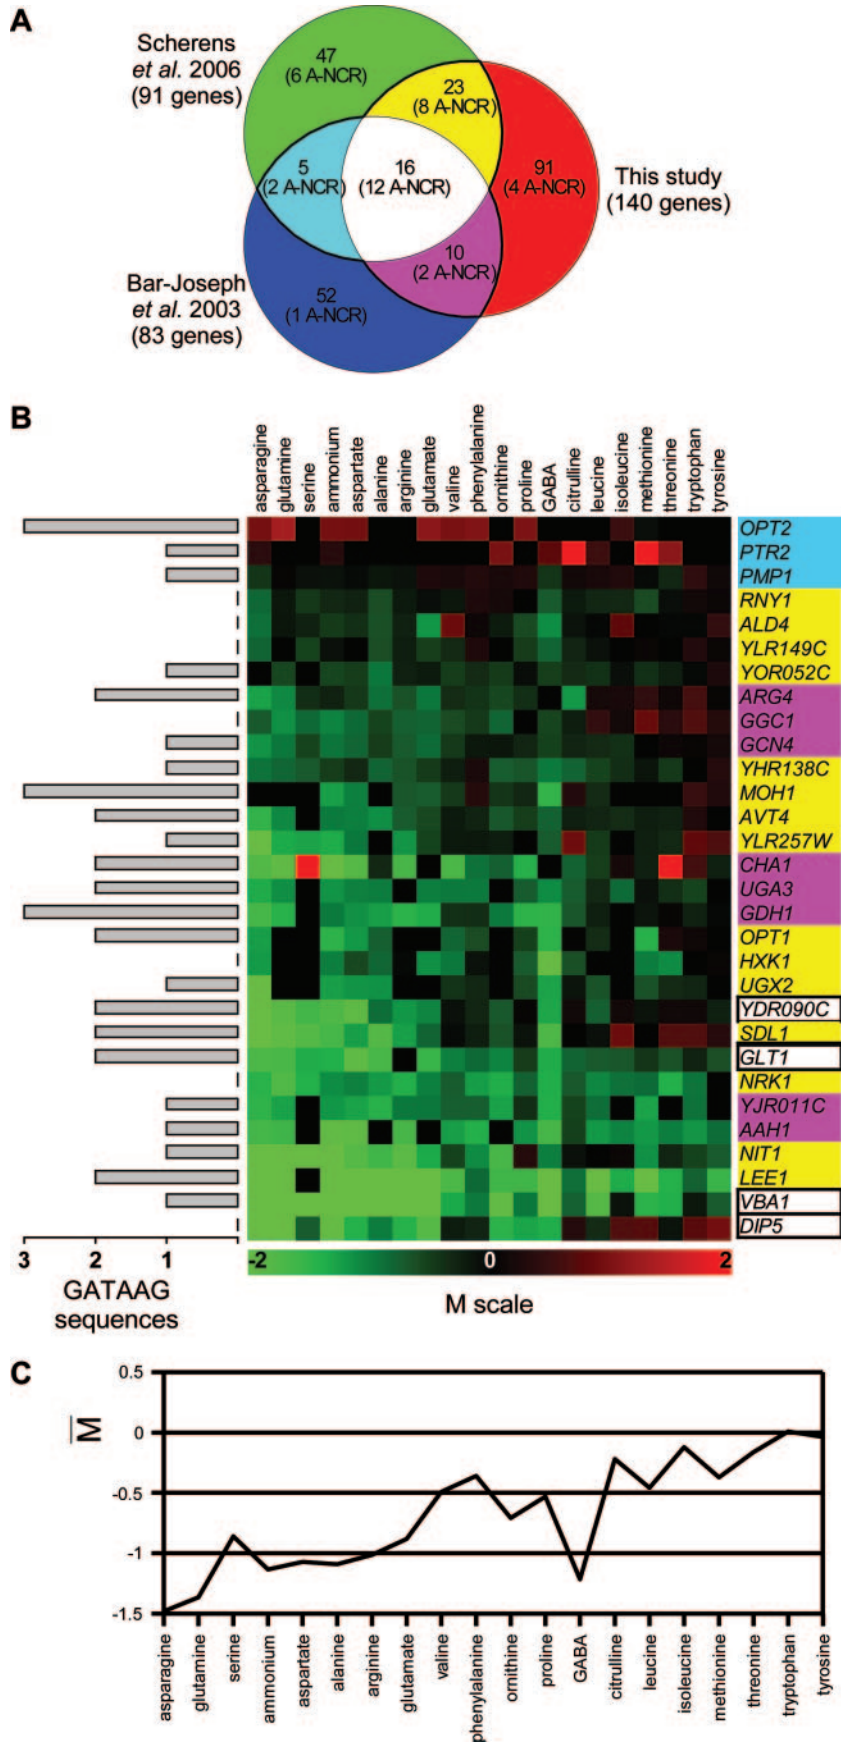 A
Scherens
et al. 2006
(91 genes)
47
(6 A-NCR)
23
(8 A-NCR)
5
(2 A-NCR)
16
(12 A-NCR)
91
(4 A-NCR)
This study
(140 genes)
10
(2 A-NCR)
Bar-Joseph
et al. 2003
(83 genes)
52
(1 A-NCR)
B
asparagine
glutamine
serine
ammonium
aspartate
alanine
arginine
glutamate
valine
phenylalanine
ornithine
proline
GABA
citrulline
leucine
isoleucine
methionine
threonine
tryptophan
tyrosine
OPT2
PTR2
PMP1
RNY1
ALD4
YLR149C
YOR052C
ARG4
GGC1
GCN4
YHR138C
MOH1
AVT4
YLR257W
CHA1
UGA3
GDH1
OPT1
HXK1
UGX2
YDR090C
SDL1
GLT1
NRK1
YJR011C
AAH1
NIT1
LEE1
VBA1
DIP5
3 2 1
GATAAG
sequences
-2 0 2
M scale
C
M
0.5
0
-0.5
-1
-1.5
asparagine
glutamine
serine
ammonium
aspartate
alanine
arginine
glutamate
valine
phenylalanine
ornithine
proline
GABA
citrulline
leucine
isoleucine
methionine
threonine
tryptophan
tyrosine